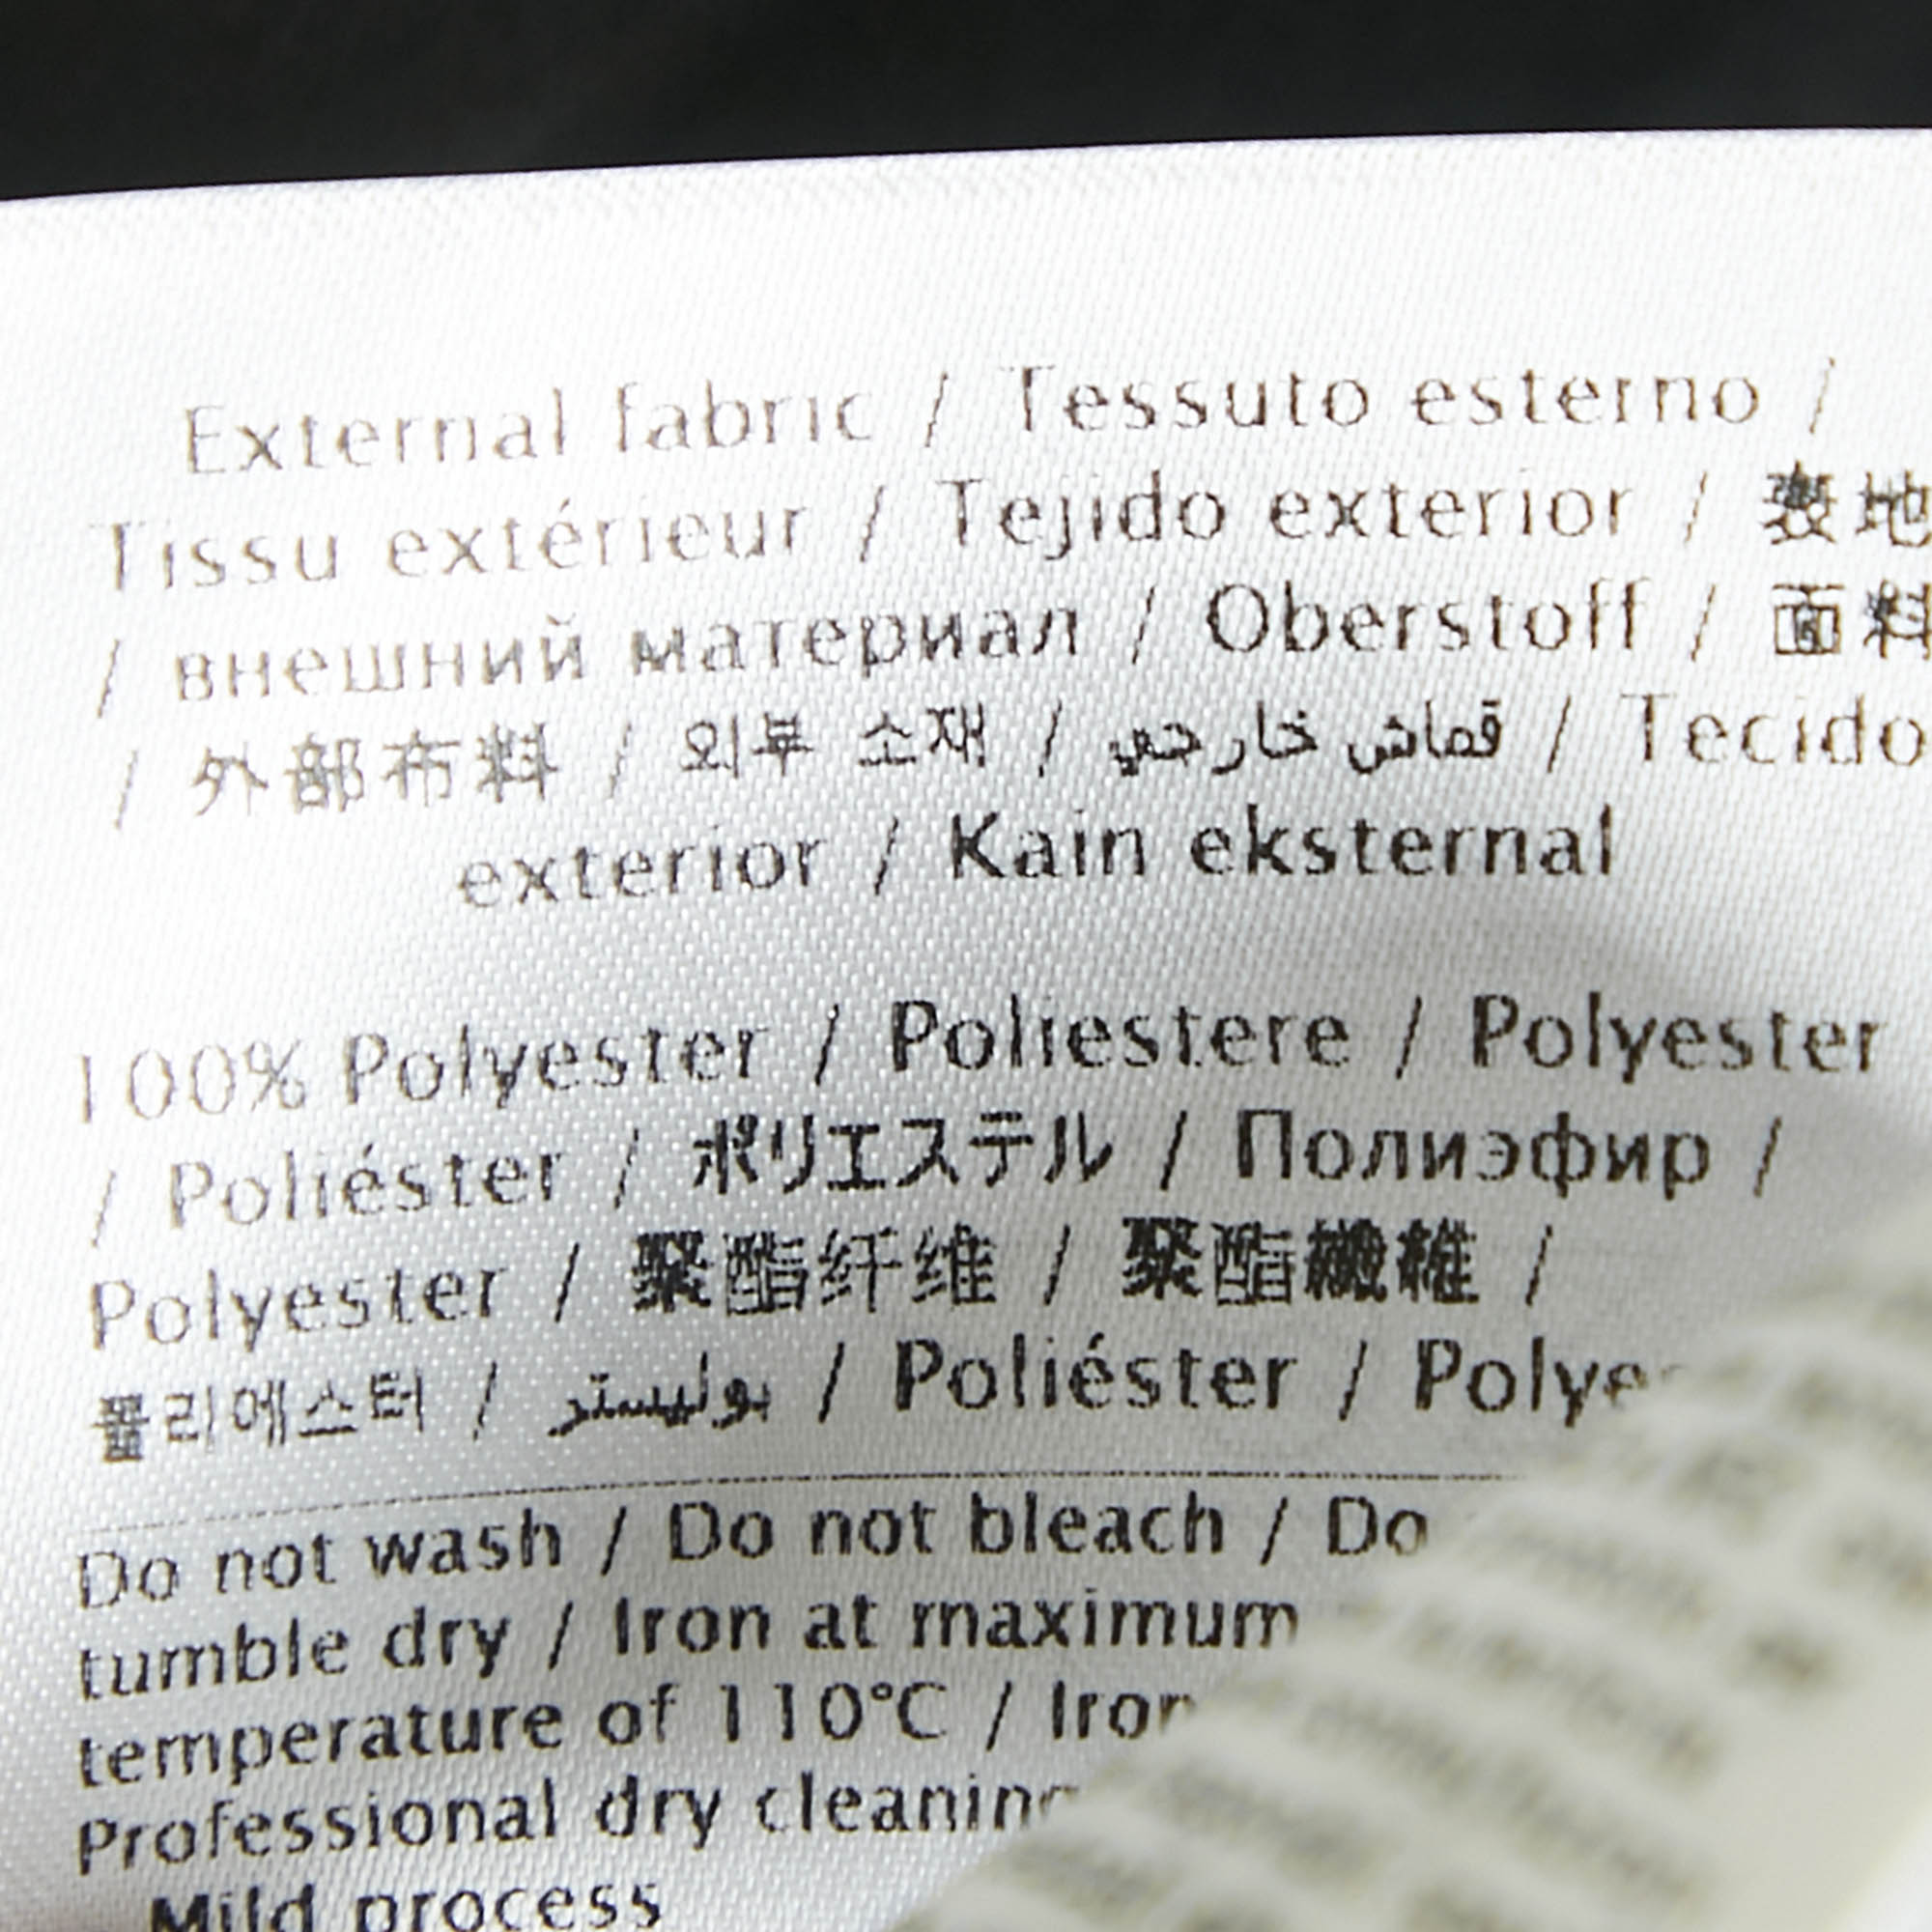 External fabric / Tessuto esterno /
Tissu extérieur / Tejido exterior / 表地
/ внешний материал / Oberstoff / 面料
/ 外部布料 / 외부 소재 / قماش خارجي / Tecido
exterior / Kain eksternal
100% Polyester / Poliestere / Polyester
/ Poliéster / ポリエステル / Полиэфир /
Polyester / 聚酯纤维 / 聚酯纖維 /
폴리에스터 / بوليستر / Poliéster /
Do not wash / Do not bleach / Do
tumble dry / Iron at maximum
temperature of 110°C / Iron
Professional dry cleaning
Mild process